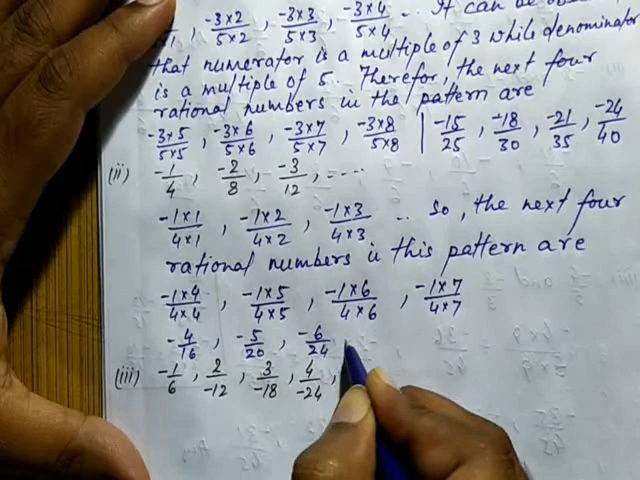 -3×2/5×2 , -3×3/5×3 , -3×4/5×4 .. It can be
that numerator is a multiple of 3 while denominator
is a multiple of 5. Therefor, the next four
rational numbers in the pattern are
-3×5/5×5 , -3×6/5×6 , -3×7/5×7 , -3×8/5×8 | -15/25 , -18/30 , -21/35 , -24/40
(ii) -1/4 , -2/8 , -3/12 , ....
-1×1/4×1 , -1×2/4×2 , -1×3/4×3 .. so, the next four
rational numbers in this pattern are
-1×4/4×4 , -1×5/4×5 , -1×6/4×6 , -1×7/4×7
-4/16 , -5/20 , -6/24 ,
(iii) -1/6 , 2/-12 , 3/-18 , 4/-24 ,